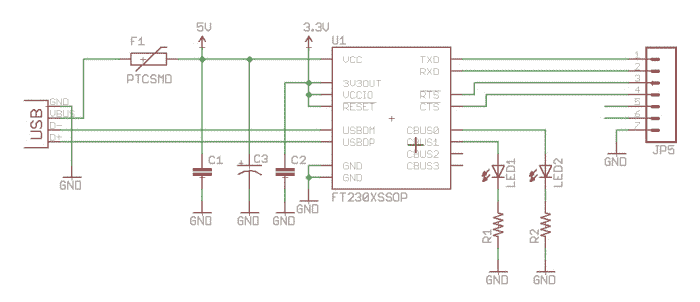 F1
5V
3.3V
U1
PTCSMD
VCC
TXD
RXD
3V3OUT
VCCIO
RESET
RTS
CTS
USBDM
USBDP
CBUS0
CBUS1
CBUS2
CBUS3
GND
GND
FT230XSSOP
USB
GND
VBUS
D-
D+
GND
C1
C3
C2
GND
GND
GND
GND
1
2
3
4
5
6
7
GND
JP5
LED1
LED2
R1
R2
GND
GND